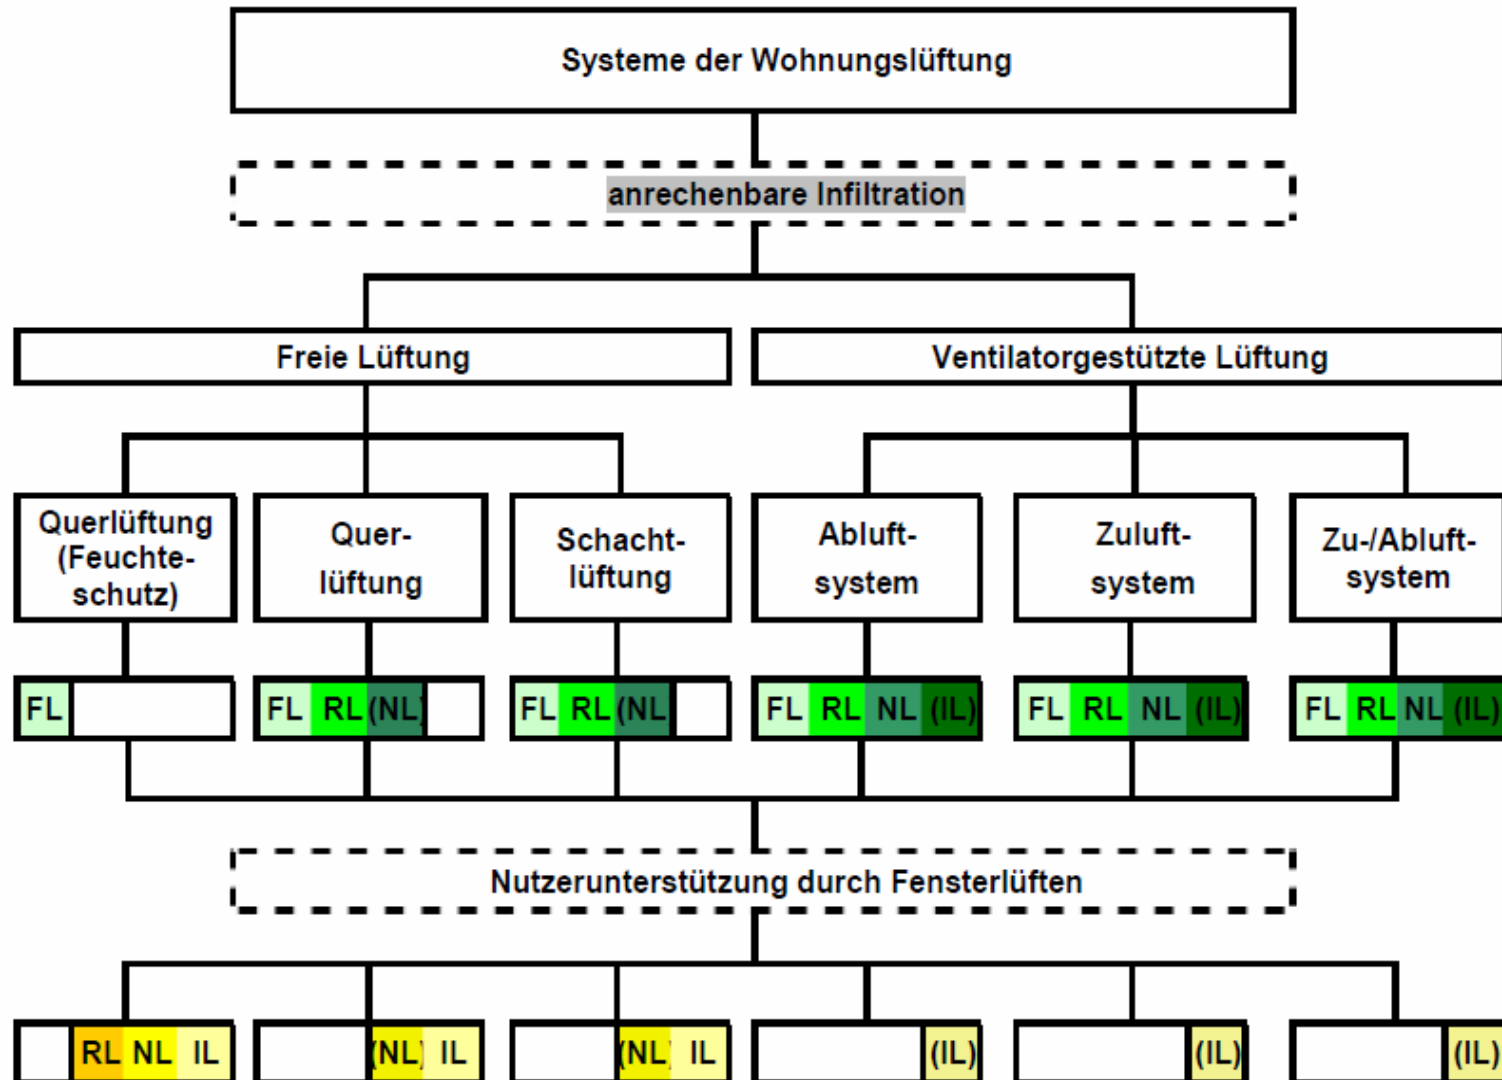 Systeme der Wohnungslüftung
anrechenbare Infiltration
Freie Lüftung
Ventilatorgestützte Lüftung
Querlüftung
(Feuchte-
schutz)
Quer-
lüftung
Schacht-
lüftung
Abluft-
system
Zuluft-
system
Zu-/Abluft-
system
FL
FL RL (NL)
FL RL (NL
FL RL NL (IL)
FL RL NL (IL)
FL RL NL (IL)
Nutzerunterstützung durch Fensterlüften
RL NL IL
(NL) IL
(NL IL
(IL)
(IL)
(IL)